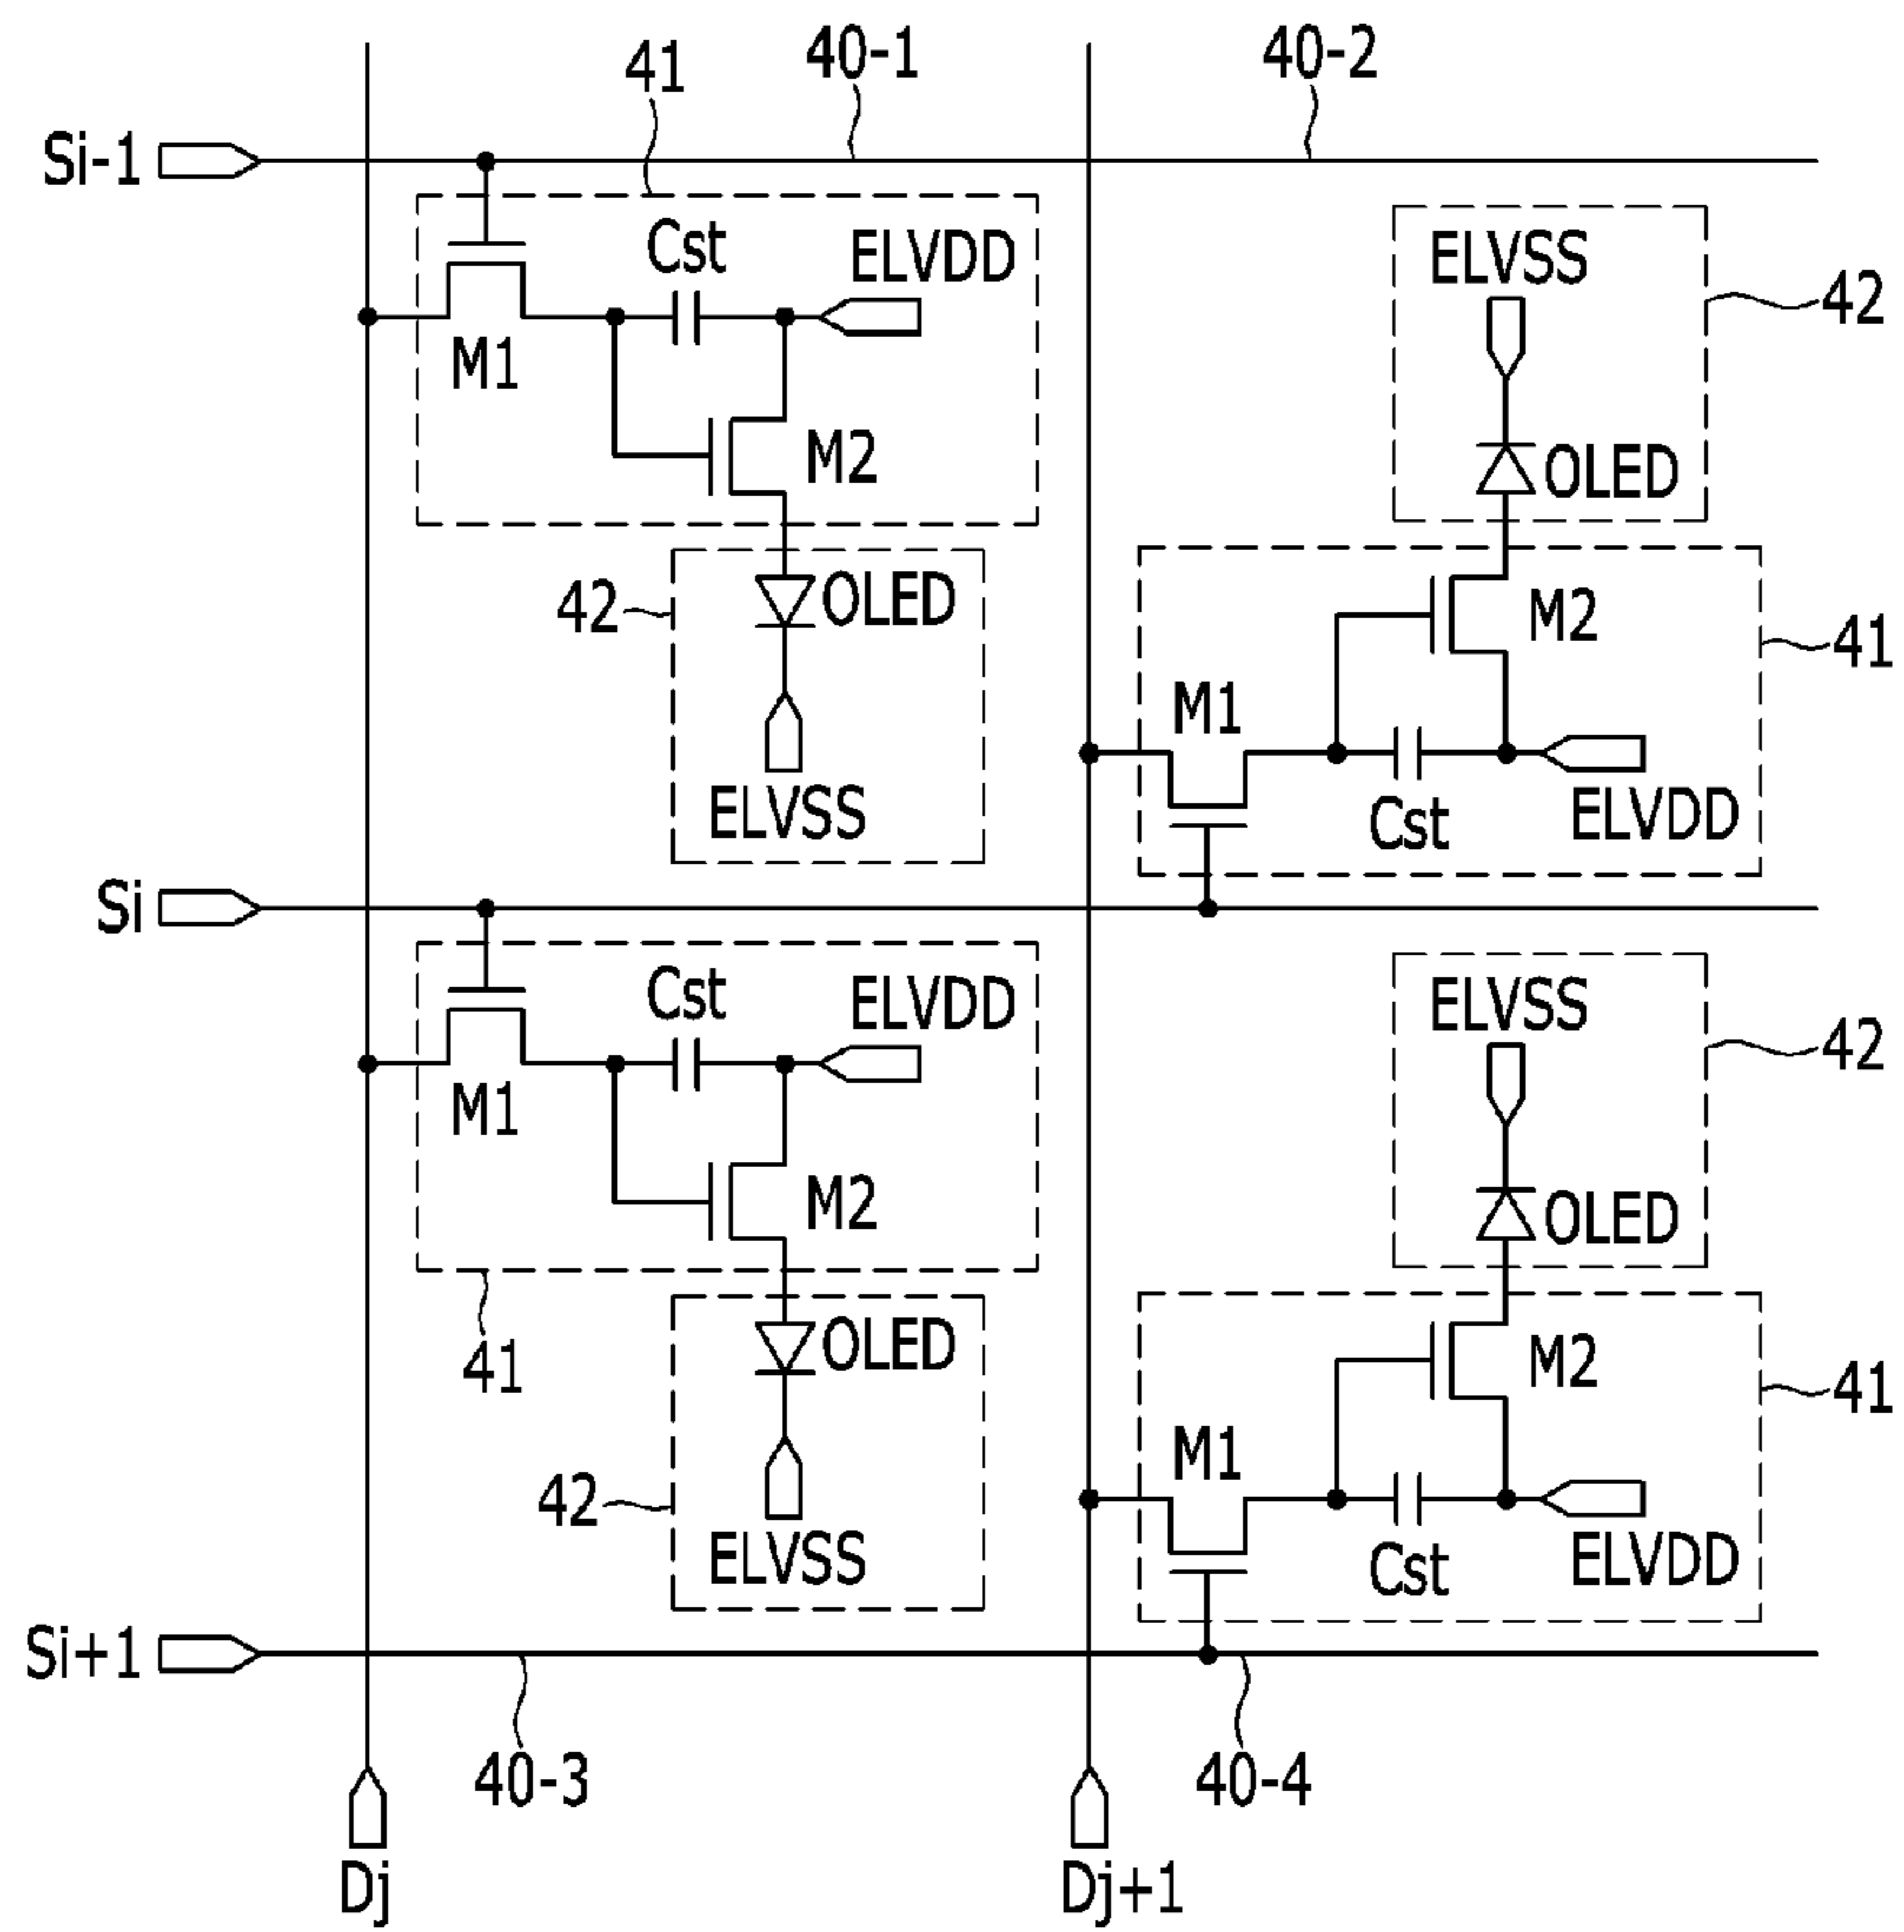 41
40-1
40-2
Si-1
Cst
ELVDD
M1
M2
ELVSS
42
OLED
42
OLED
ELVSS
M2
41
M1
Cst
ELVDD
Si
Cst
ELVDD
M1
M2
41
ELVSS
42
OLED
OLED
42
ELVSS
M2
41
M1
Cst
ELVDD
Si+1
40-3
40-4
Dj
Dj+1